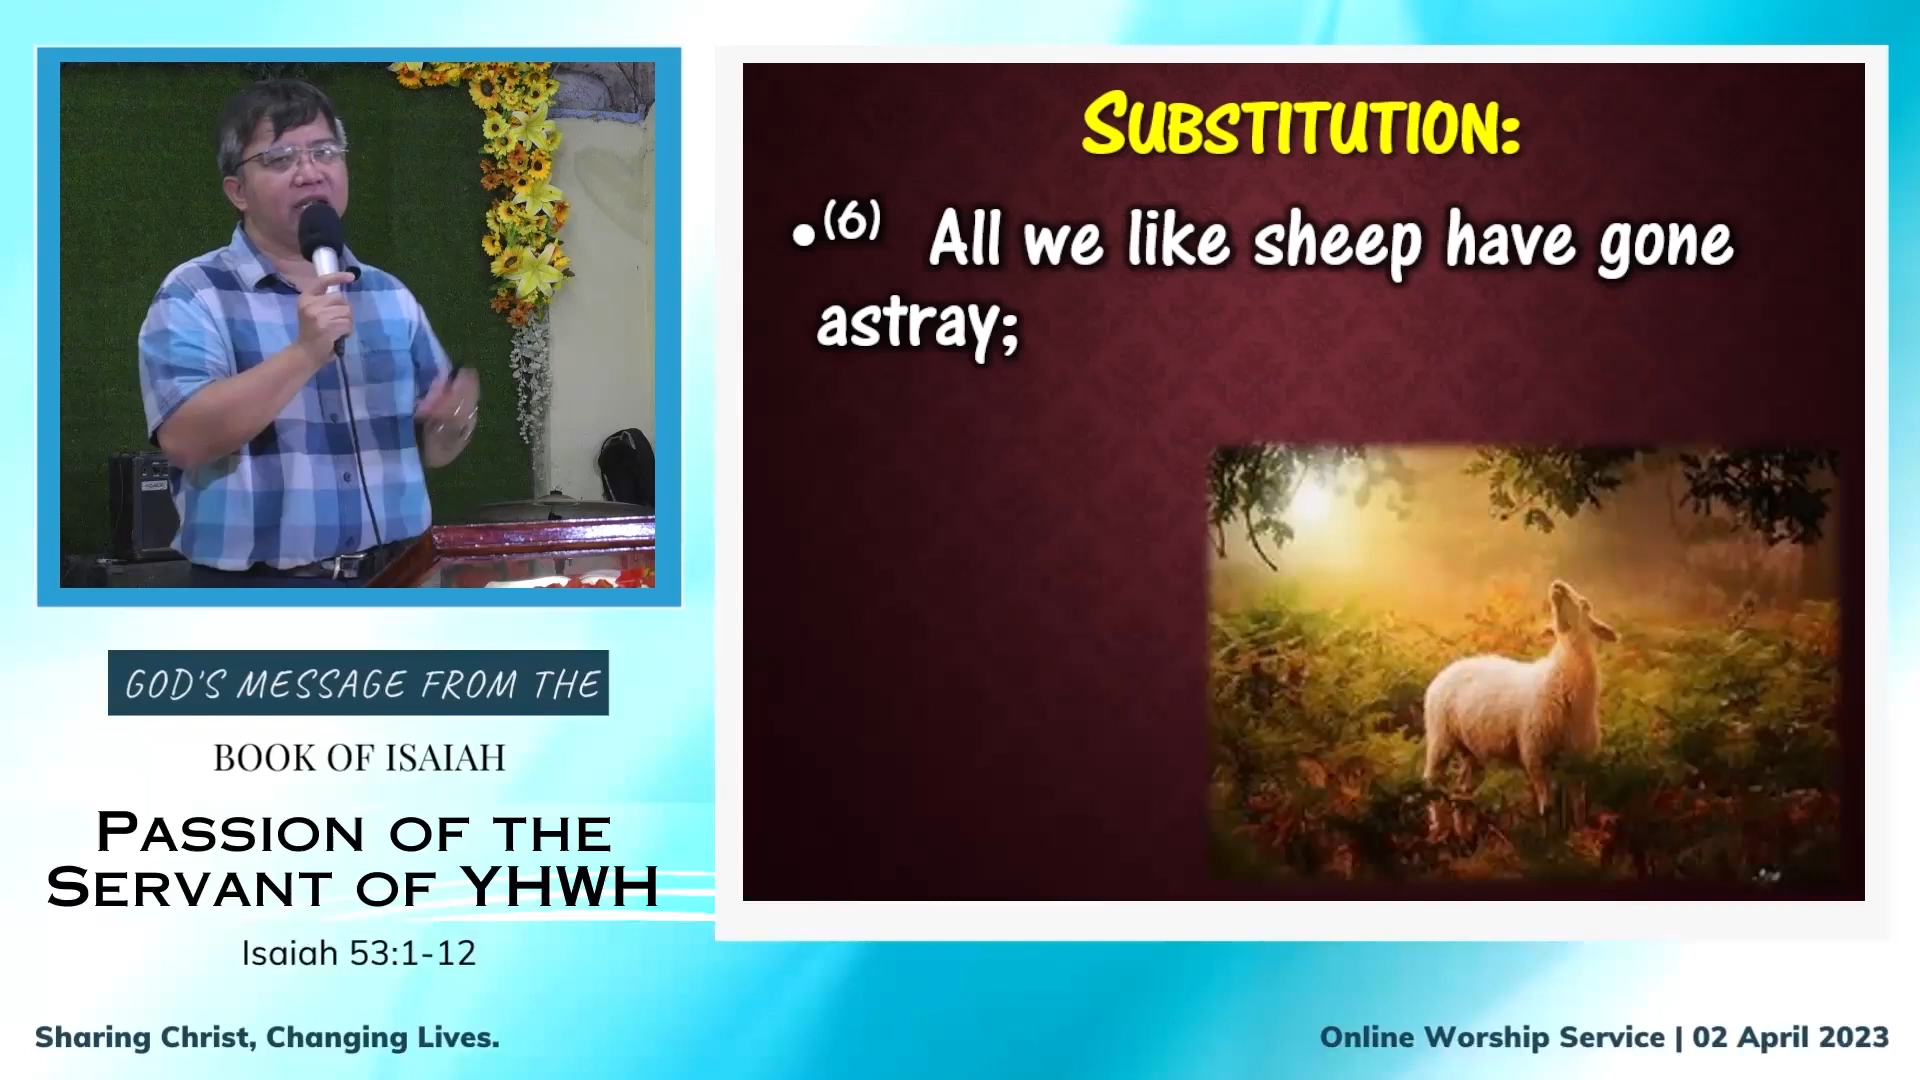 SUBSTITUTION:
•(6) All we like sheep have gone
astray;
GOD'S MESSAGE FROM THE
BOOK OF ISAIAH
PASSION OF THE
SERVANT OF YHWH
Isaiah 53:1-12
Sharing Christ, Changing Lives.
Online Worship Service | 02 April 2023